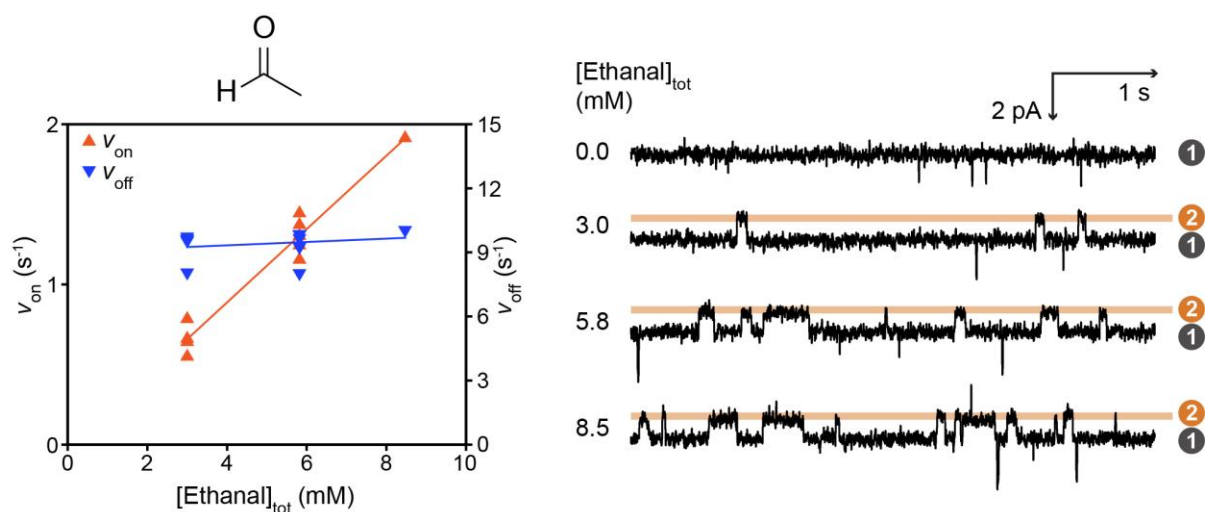 O
H
2
1
0
v_on (s⁻¹)
v_on
v_off
15
12
9
6
3
0
v_off (s⁻¹)
0 2 4 6 8 10
[Ethanal]_tot (mM)
[Ethanal]_tot
(mM)
1 s
2 pA
0.0 1
3.0 2
1
5.8 2
1
8.5 2
1